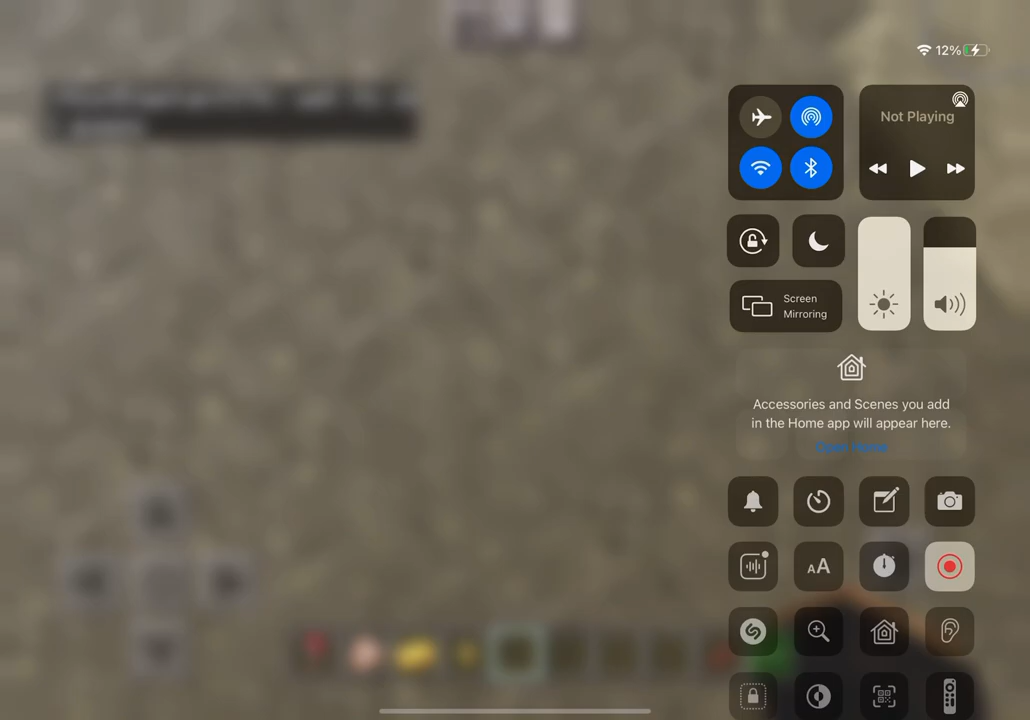 12%
Not Playing
Screen
Mirroring
Accessories and Scenes you add
in the Home app will appear here.
Open Home
AA